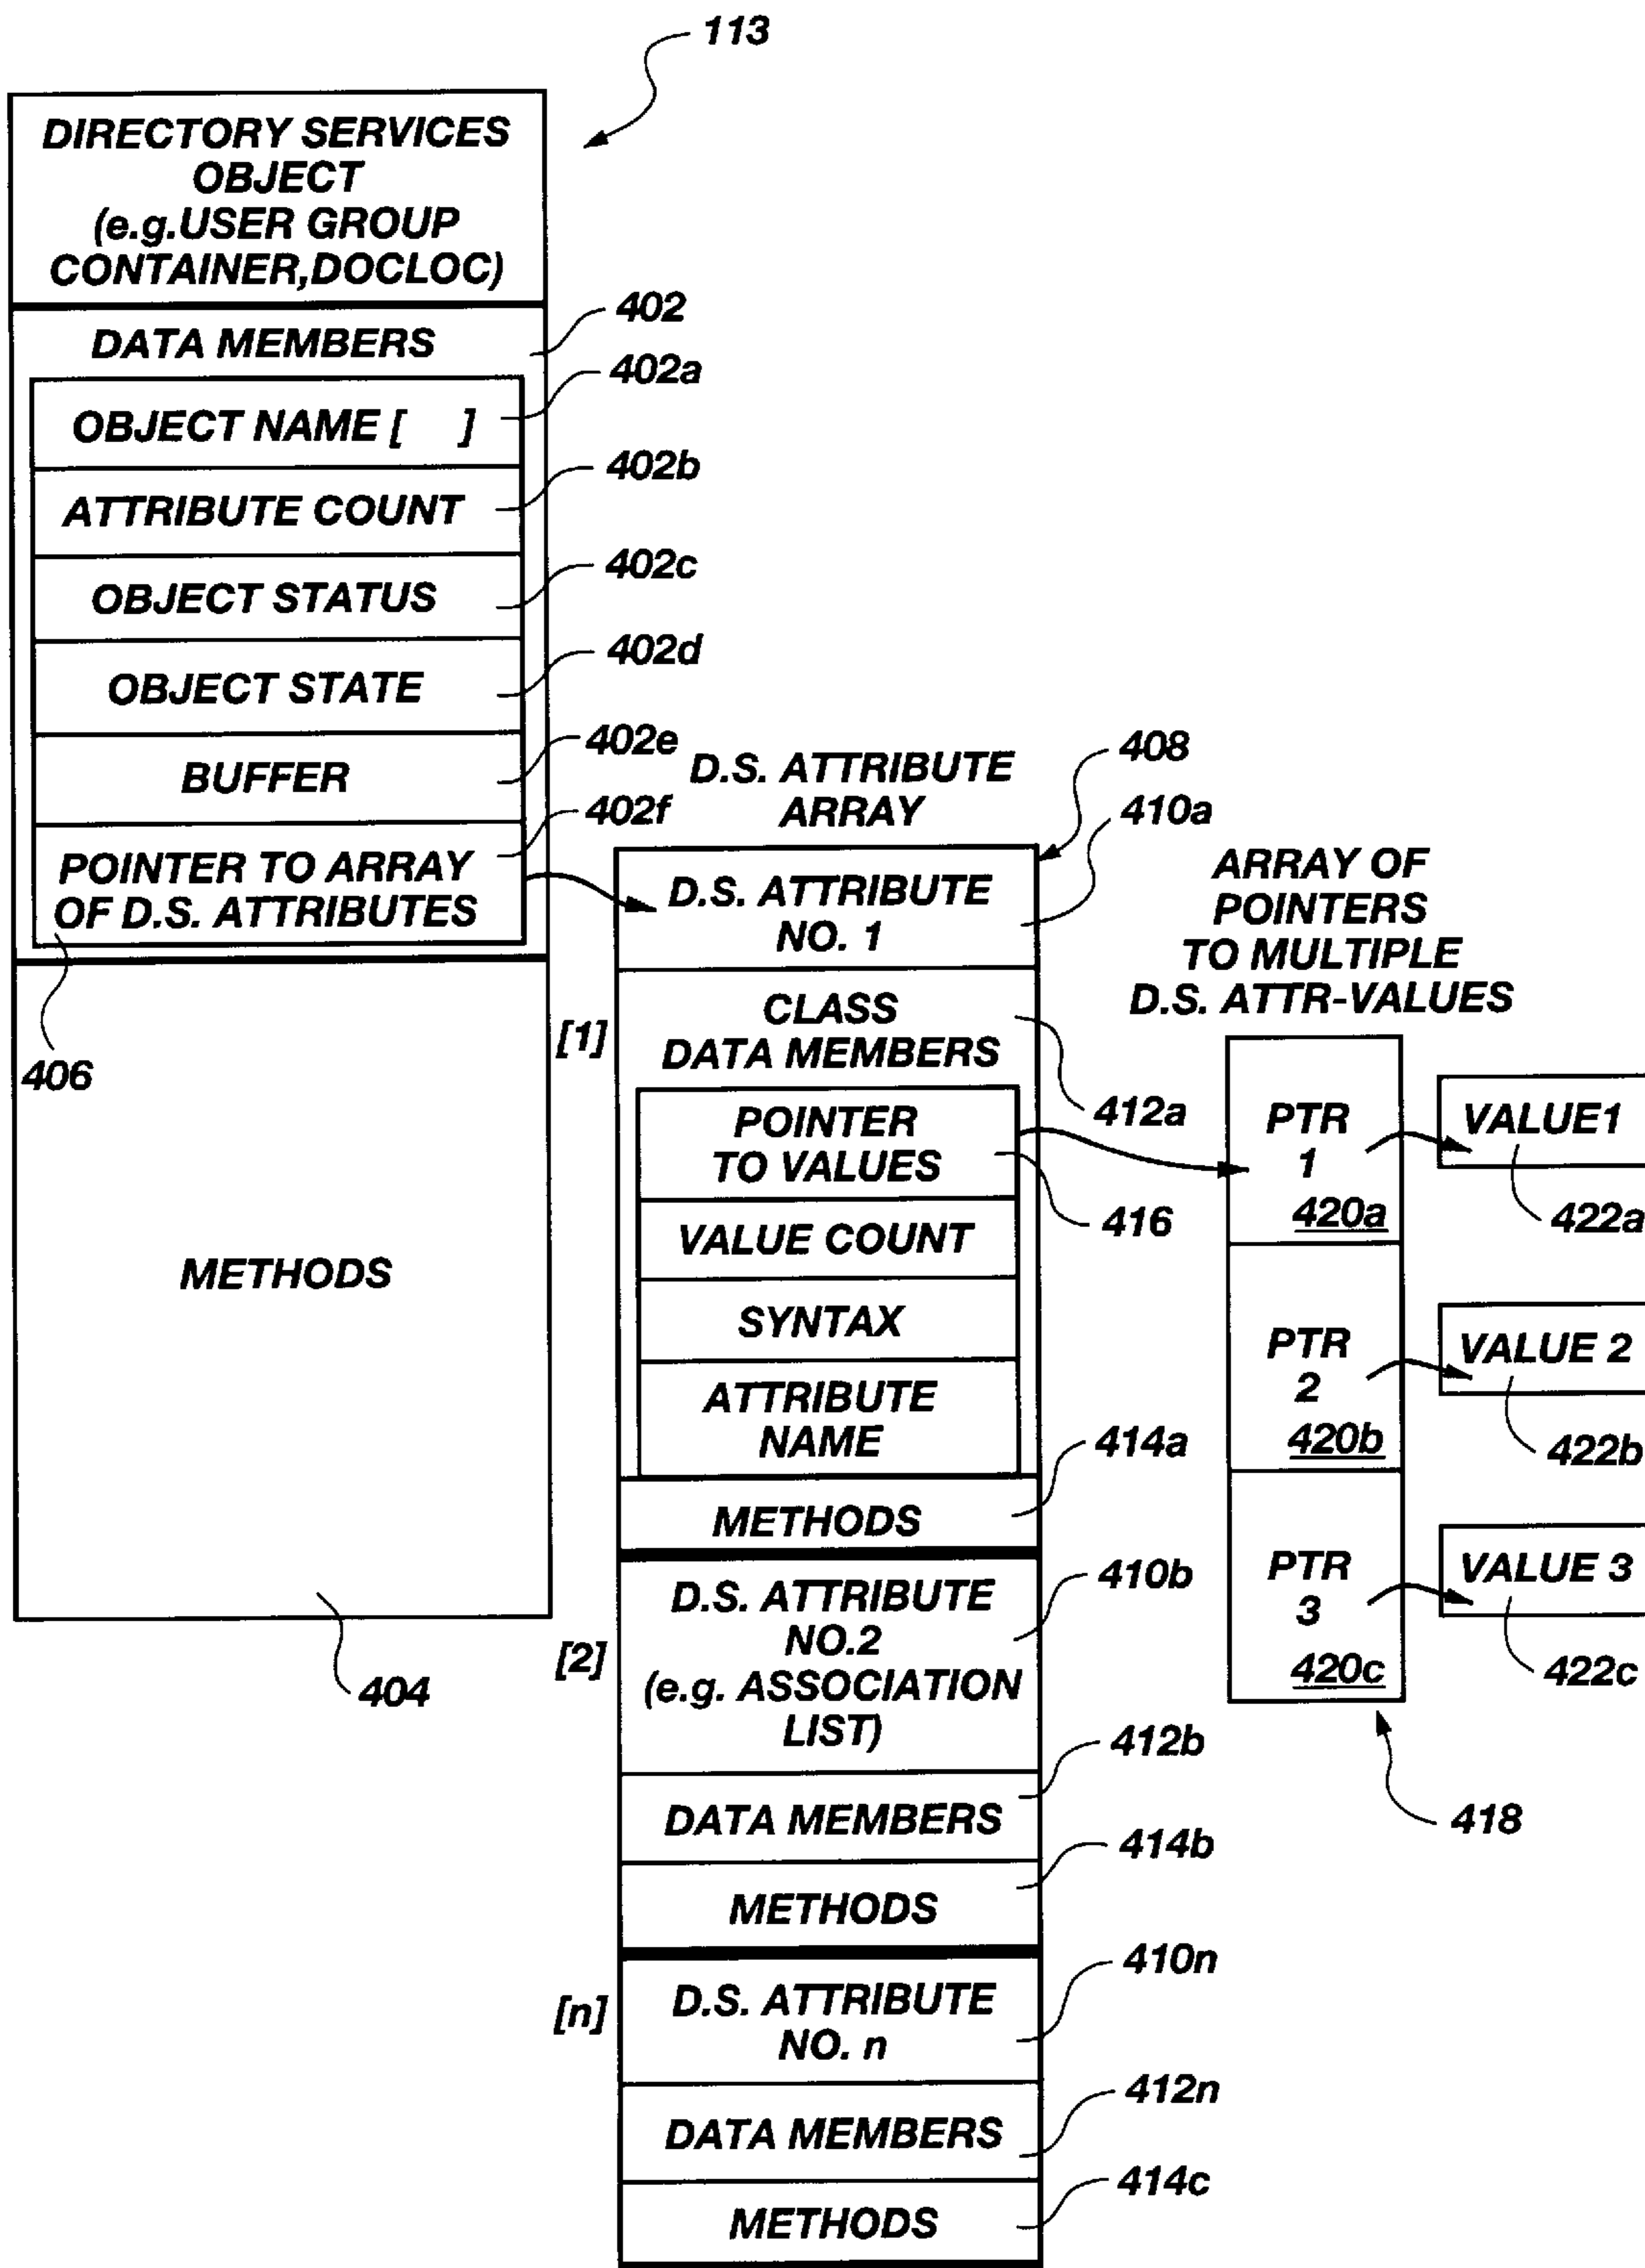 113
DIRECTORY SERVICES
OBJECT
(e.g.USER GROUP
CONTAINER,DOCLOC)
DATA MEMBERS
402
OBJECT NAME [ ]
402a
ATTRIBUTE COUNT
402b
OBJECT STATUS
402c
OBJECT STATE
402d
BUFFER
402e
POINTER TO ARRAY
OF D.S. ATTRIBUTES
402f
406
METHODS
404
D.S. ATTRIBUTE
ARRAY
408
410a
D.S. ATTRIBUTE
NO. 1
[1]
CLASS
DATA MEMBERS
412a
POINTER
TO VALUES
416
VALUE COUNT
SYNTAX
ATTRIBUTE
NAME
414a
METHODS
[2]
D.S. ATTRIBUTE
NO.2
(e.g. ASSOCIATION
LIST)
410b
412b
DATA MEMBERS
414b
METHODS
[n]
D.S. ATTRIBUTE
NO. n
410n
412n
DATA MEMBERS
414c
METHODS
ARRAY OF
POINTERS
TO MULTIPLE
D.S. ATTR-VALUES
PTR
1
420a
VALUE1
422a
PTR
2
420b
VALUE 2
422b
PTR
3
420c
VALUE 3
422c
418